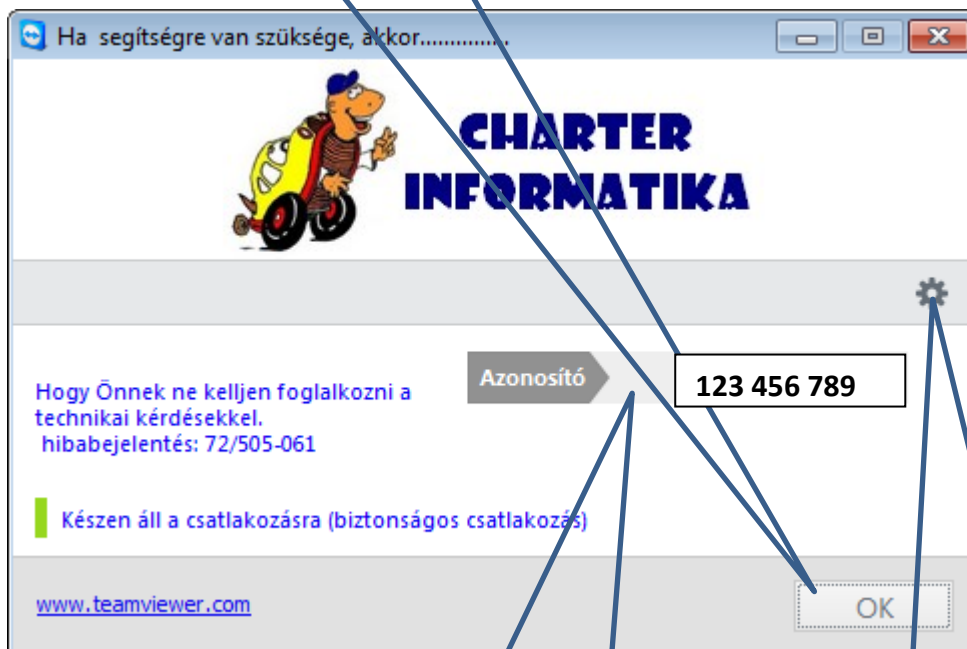 Ha segítségre van szüksége, akkor...............
CHARTER
INFORMATIKA
Azonosító
123 456 789
Hogy Önnek ne kelljen foglalkozni a
technikai kérdésekkel.
hibabejelentés: 72/505-061
Készen áll a csatlakozásra (biztonságos csatlakozás)
www.teamviewer.com
OK